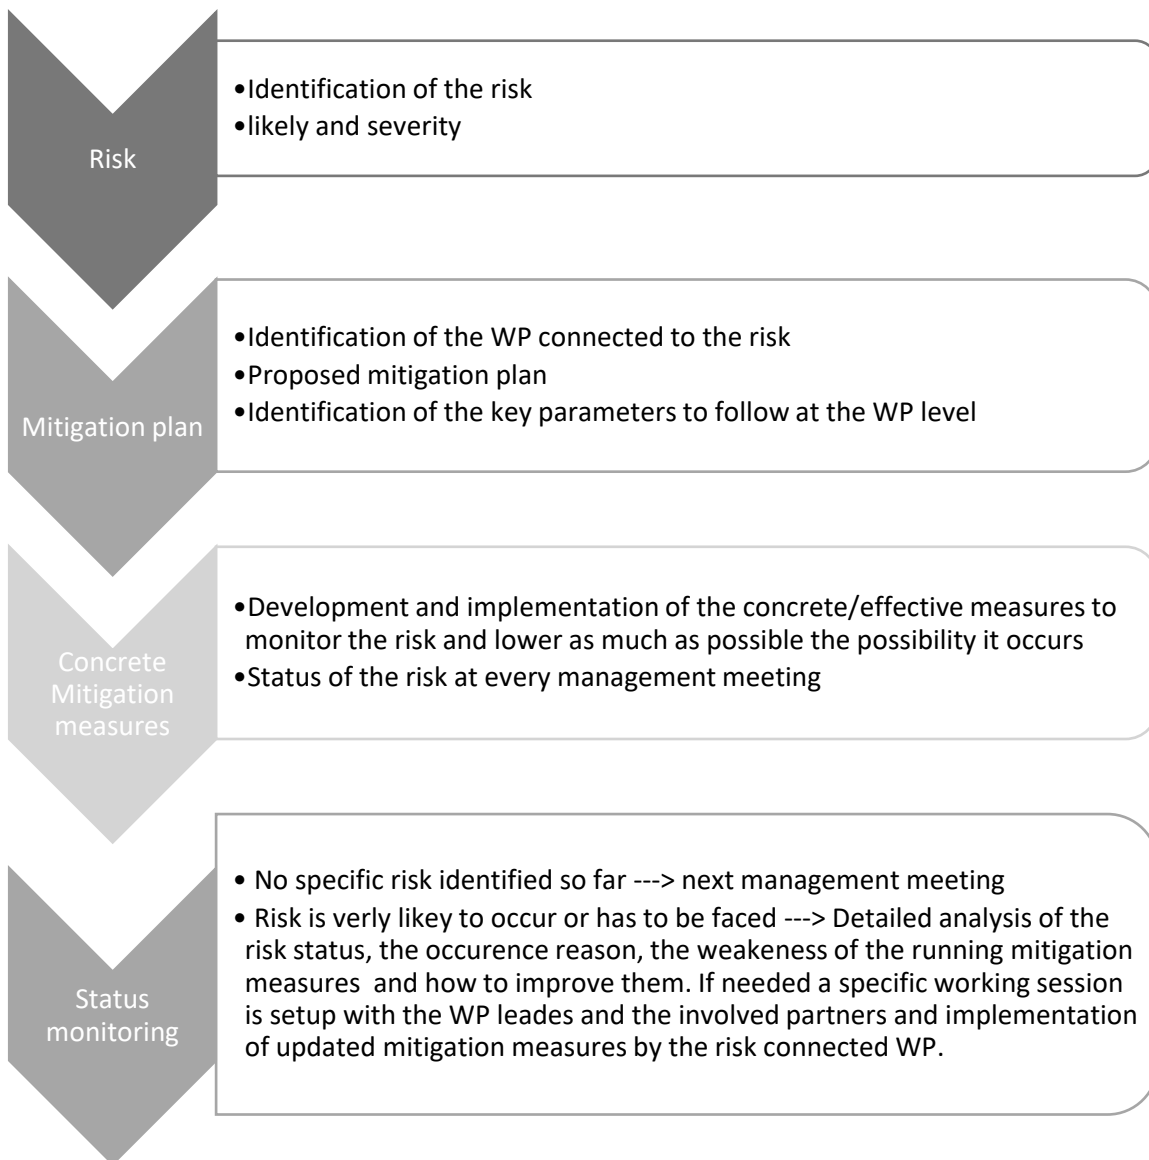 Risk
•Identification of the risk
•likely and severity
Mitigation plan
•Identification of the WP connected to the risk
•Proposed mitigation plan
•Identification of the key parameters to follow at the WP level
Concrete
Mitigation
measures
•Development and implementation of the concrete/effective measures to
monitor the risk and lower as much as possible the possibility it occurs
•Status of the risk at every management meeting
Status
monitoring
• No specific risk identified so far ---> next management meeting
• Risk is verly likey to occur or has to be faced ---> Detailed analysis of the
risk status, the occurence reason, the weakeness of the running mitigation
measures  and how to improve them. If needed a specific working session
is setup with the WP leades and the involved partners and implementation
of updated mitigation measures by the risk connected WP.